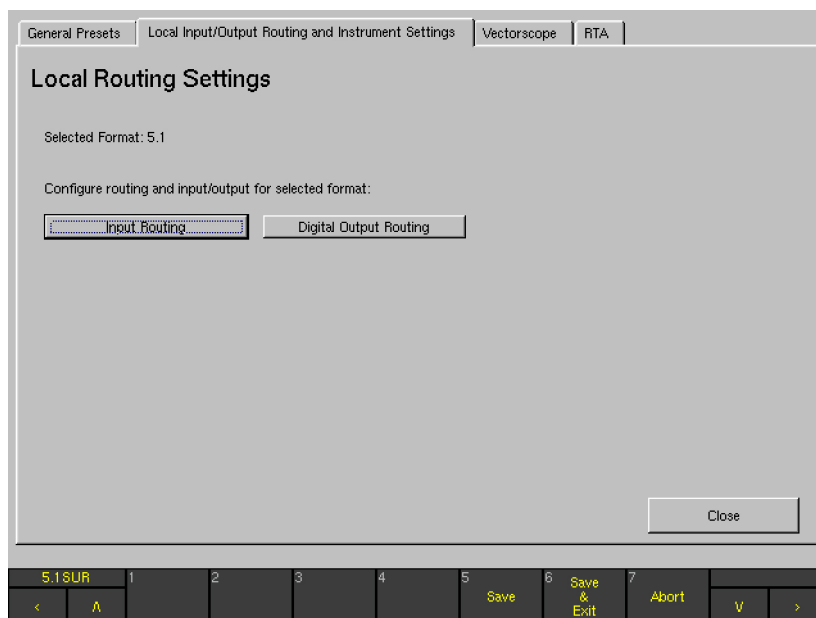 General Presets
Local Input/Output Routing and Instrument Settings
Vectorscope
RTA
Local Routing Settings
Selected Format: 5.1
Configure routing and input/output for selected format:
Input Routing
Digital Output Routing
Close
5.1SUR
1
2
3
4
5
Save
6
Save
&
Exit
7
Abort
<
Λ
V
>